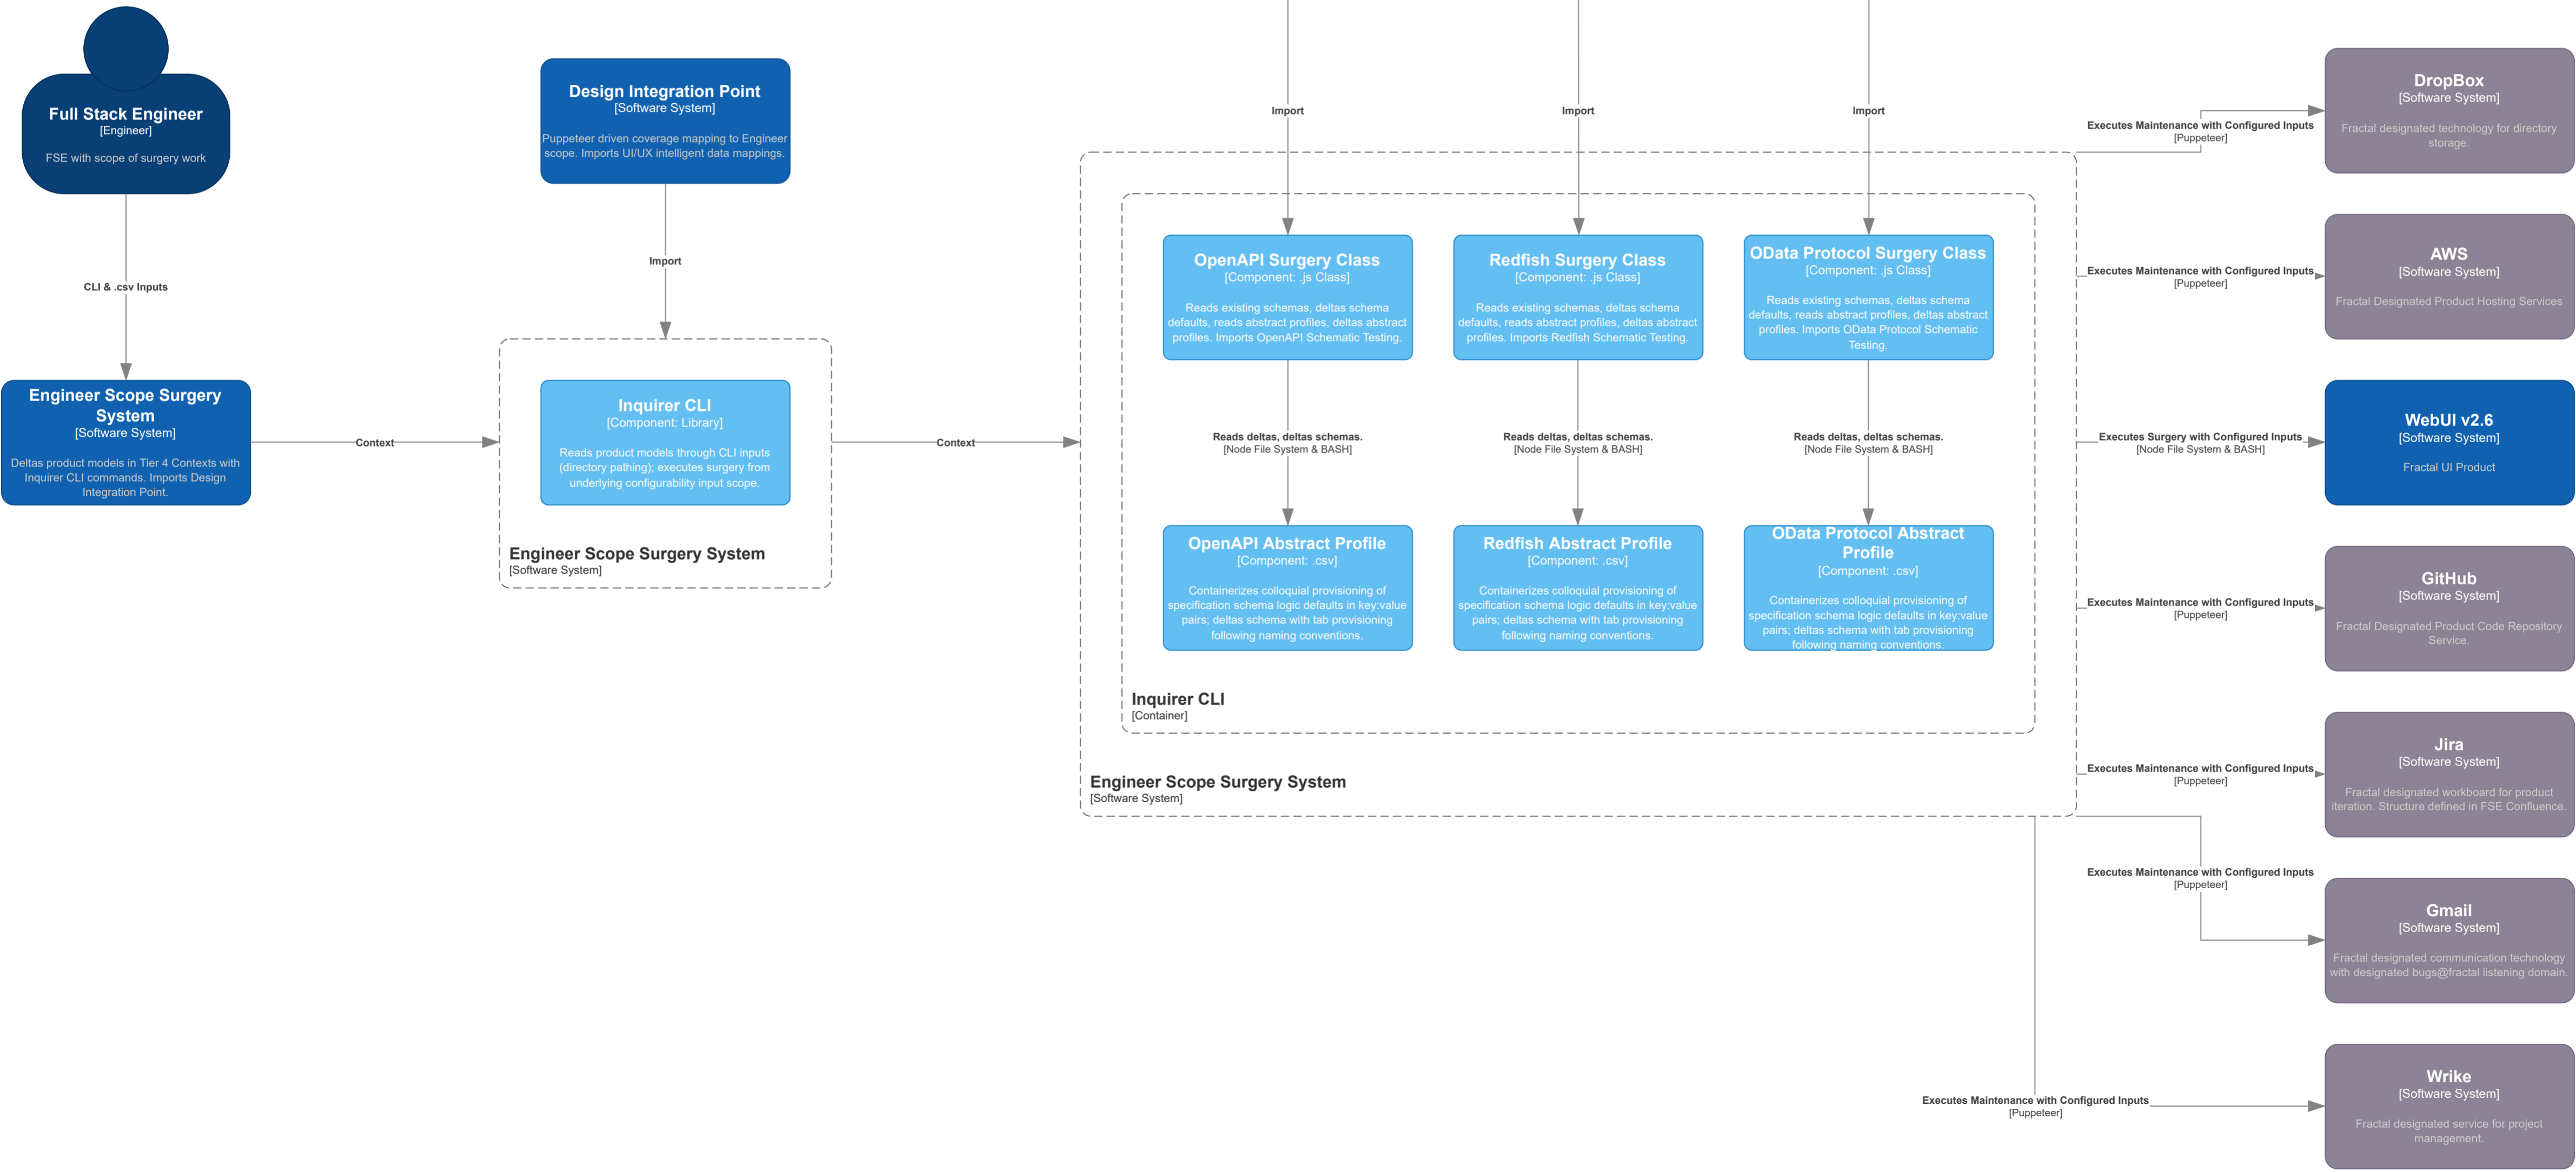 Full Stack Engineer
[Engineer]
FSE with scope of surgery work
CLI & .csv Inputs
Engineer Scope Surgery
System
[Software System]
Deltas product models in Tier 4 Contexts with
Inquirer CLI commands. Imports Design
Integration Point.
Context
Design Integration Point
[Software System]
Puppeteer driven coverage mapping to Engineer
scope. Imports UI/UX intelligent data mappings.
Import
Inquirer CLI
[Component: Library]
Reads product models through CLI inputs
(directory pathing); executes surgery from
underlying configurability input scope.
Engineer Scope Surgery System
[Software System]
Context
Import
Import
Import
OpenAPI Surgery Class
[Component: .js Class]
Reads existing schemas, deltas schema
defaults, reads abstract profiles, deltas abstract
profiles. Imports OpenAPI Schematic Testing.
Redfish Surgery Class
[Component: .js Class]
Reads existing schemas, deltas schema
defaults, reads abstract profiles, deltas abstract
profiles. Imports Redfish Schematic Testing.
OData Protocol Surgery Class
[Component: .js Class]
Reads existing schemas, deltas schema
defaults, reads abstract profiles, deltas abstract
profiles. Imports OData Protocol Schematic
Testing.
Reads deltas, deltas schemas.
[Node File System & BASH]
Reads deltas, deltas schemas.
[Node File System & BASH]
Reads deltas, deltas schemas.
[Node File System & BASH]
OpenAPI Abstract Profile
[Component: .csv]
Containerizes colloquial provisioning of
specification schema logic defaults in key:value
pairs; deltas schema with tab provisioning
following naming conventions.
Redfish Abstract Profile
[Component: .csv]
Containerizes colloquial provisioning of
specification schema logic defaults in key:value
pairs; deltas schema with tab provisioning
following naming conventions.
OData Protocol Abstract
Profile
[Component: .csv]
Containerizes colloquial provisioning of
specification schema logic defaults in key:value
pairs; deltas schema with tab provisioning
following naming conventions.
Inquirer CLI
[Container]
Engineer Scope Surgery System
[Software System]
Executes Maintenance with Configured Inputs
[Puppeteer]
DropBox
[Software System]
Fractal designated technology for directory
storage.
Executes Maintenance with Configured Inputs
[Puppeteer]
AWS
[Software System]
Fractal Designated Product Hosting Services
Executes Surgery with Configured Inputs
[Node File System & BASH]
WebUI v2.6
[Software System]
Fractal UI Product
Executes Maintenance with Configured Inputs
[Puppeteer]
GitHub
[Software System]
Fractal Designated Product Code Repository
Service.
Executes Maintenance with Configured Inputs
[Puppeteer]
Jira
[Software System]
Fractal designated workboard for product
iteration. Structure defined in FSE Confluence.
Executes Maintenance with Configured Inputs
[Puppeteer]
Gmail
[Software System]
Fractal designated communication technology
with designated bugs@fractal listening domain.
Executes Maintenance with Configured Inputs
[Puppeteer]
Wrike
[Software System]
Fractal designated service for project
management.